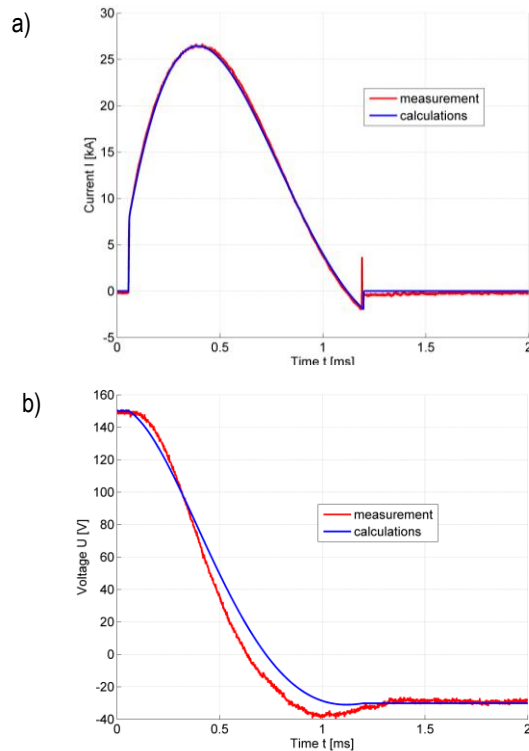 a)
30
25
20
15
10
5
0
-5
Current I [kA]
measurement
calculations
0
0.5
1
1.5
2
Time t [ms]
b)
160
140
120
100
80
60
40
20
0
-20
-40
Voltage U [V]
measurement
calculations
0
0.5
1
1.5
2
Time t [ms]